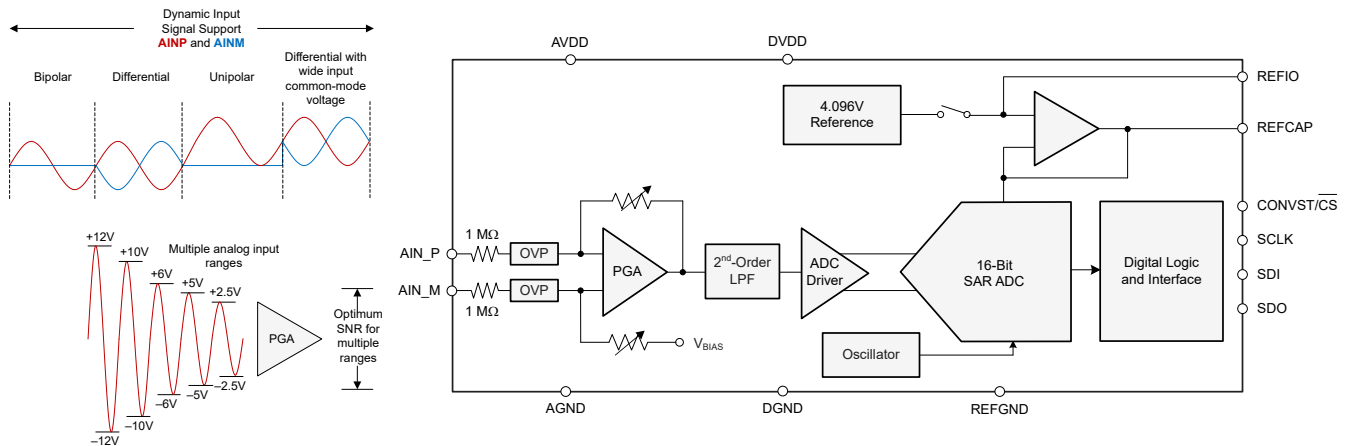 Dynamic Input
Signal Support
AINP and AINM
Bipolar
Differential
Unipolar
Differential with
wide input
common-mode
voltage
+12V
+10V
+6V
+5V
+2.5V
Multiple analog input
ranges
–12V
–10V
–6V
–5V
–2.5V
PGA
Optimum
SNR for
multiple
ranges
AVDD
DVDD
4.096V
Reference
REFIO
REFCAP
CONVST/CS
SCLK
SDI
SDO
AIN_P
1 MΩ
OVP
AIN_M
1 MΩ
OVP
PGA
VBIAS
2nd-Order
LPF
ADC
Driver
16-Bit
SAR ADC
Digital Logic
and Interface
Oscillator
AGND
DGND
REFGND